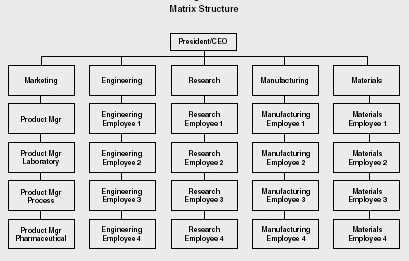 Matrix Structure
President/CEO
Marketing
Engineering
Research
Manufacturing
Materials
Product Mgr
Engineering
Employee 1
Research
Employee 1
Manufacturing
Employee 1
Materials
Employee 1
Product Mgr
Laboratory
Engineering
Employee 2
Research
Employee 2
Manufacturing
Employee 2
Materials
Employee 2
Product Mgr
Process
Engineering
Employee 3
Research
Employee 3
Manufacturing
Employee 3
Materials
Employee 3
Product Mgr
Pharmaceutical
Engineering
Employee 4
Research
Employee 4
Manufacturing
Employee 4
Materials
Employee 4